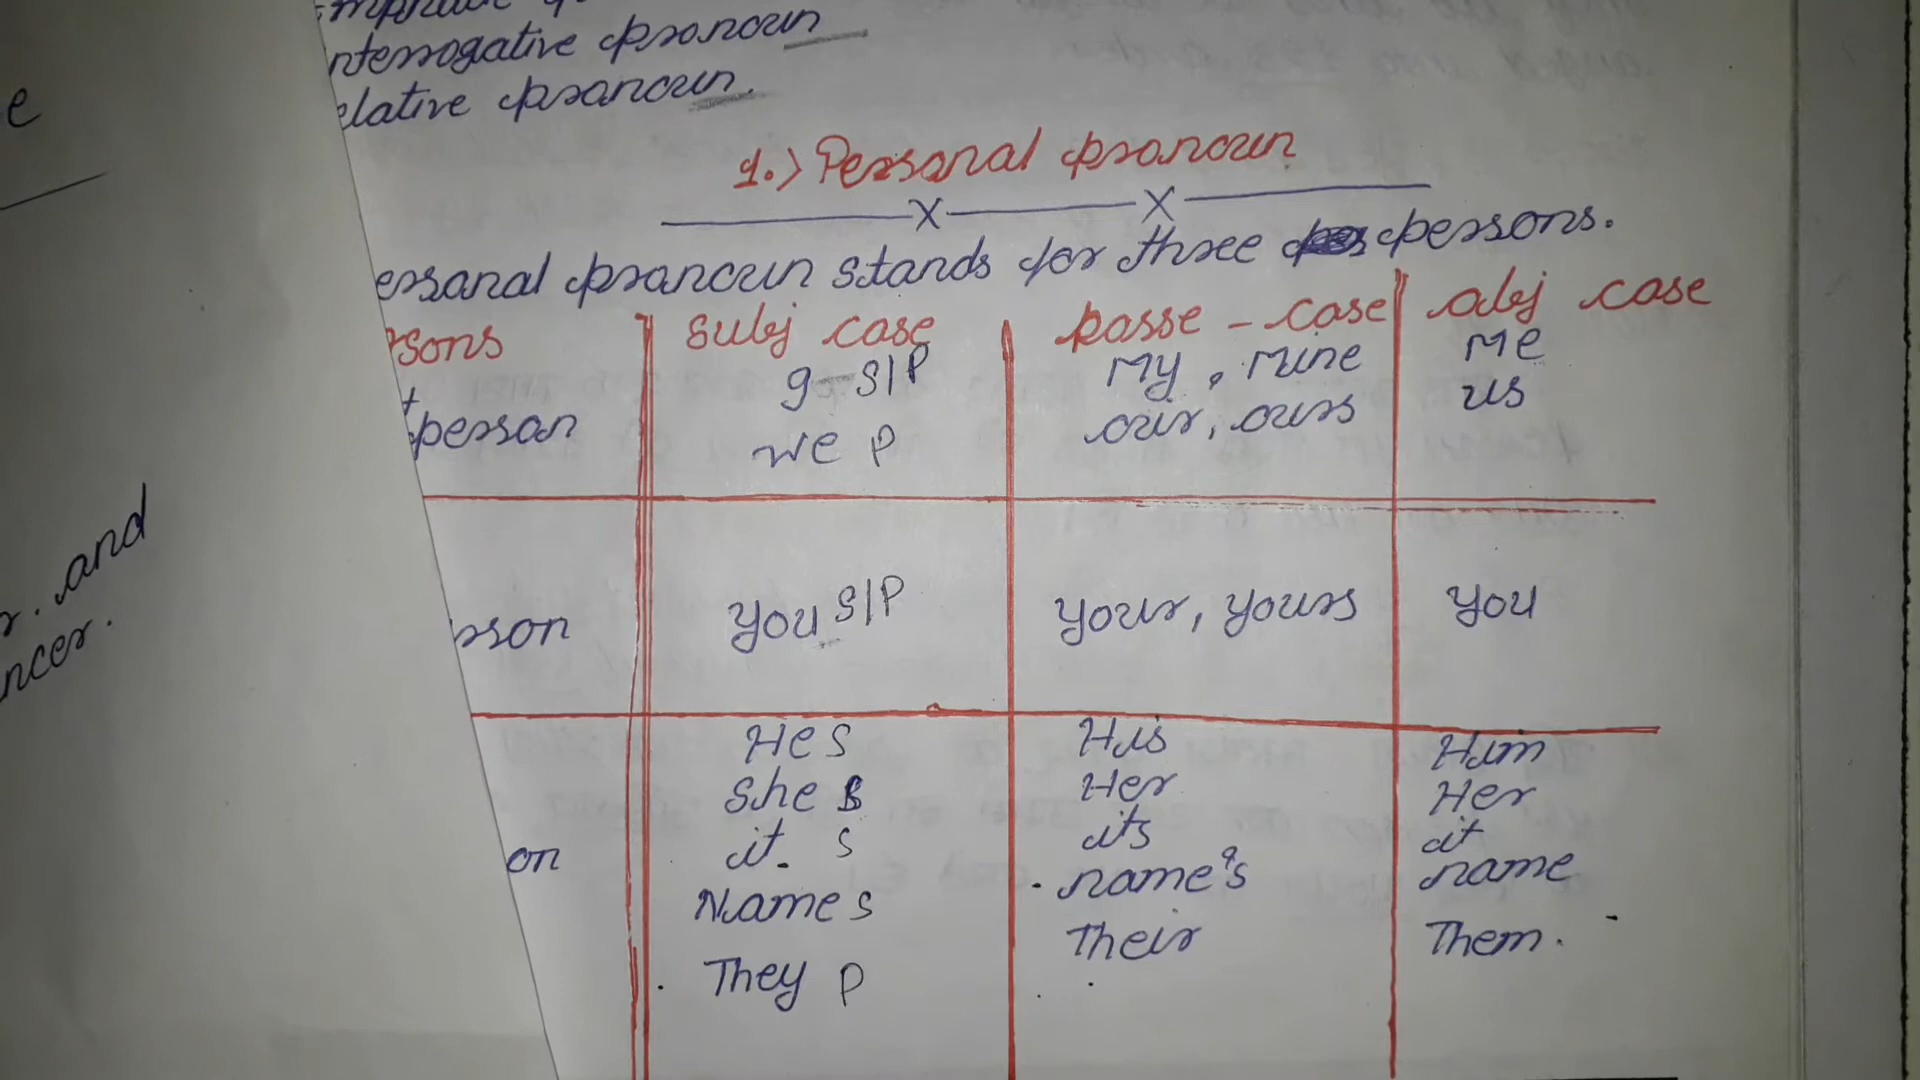 interrogative pronoun
elative pronoun.
e
1.) Personal pronoun
ersonal pronoun stands for three persons.
rsons subj case posse - case obj case
I - S/P My, Mine Me
person we P our, ours us
rson You S/P Your, yours You
He S His Him
She S Her Her
on it. S its it
Name S name's name
They P Their Them.
r. and
ncer.